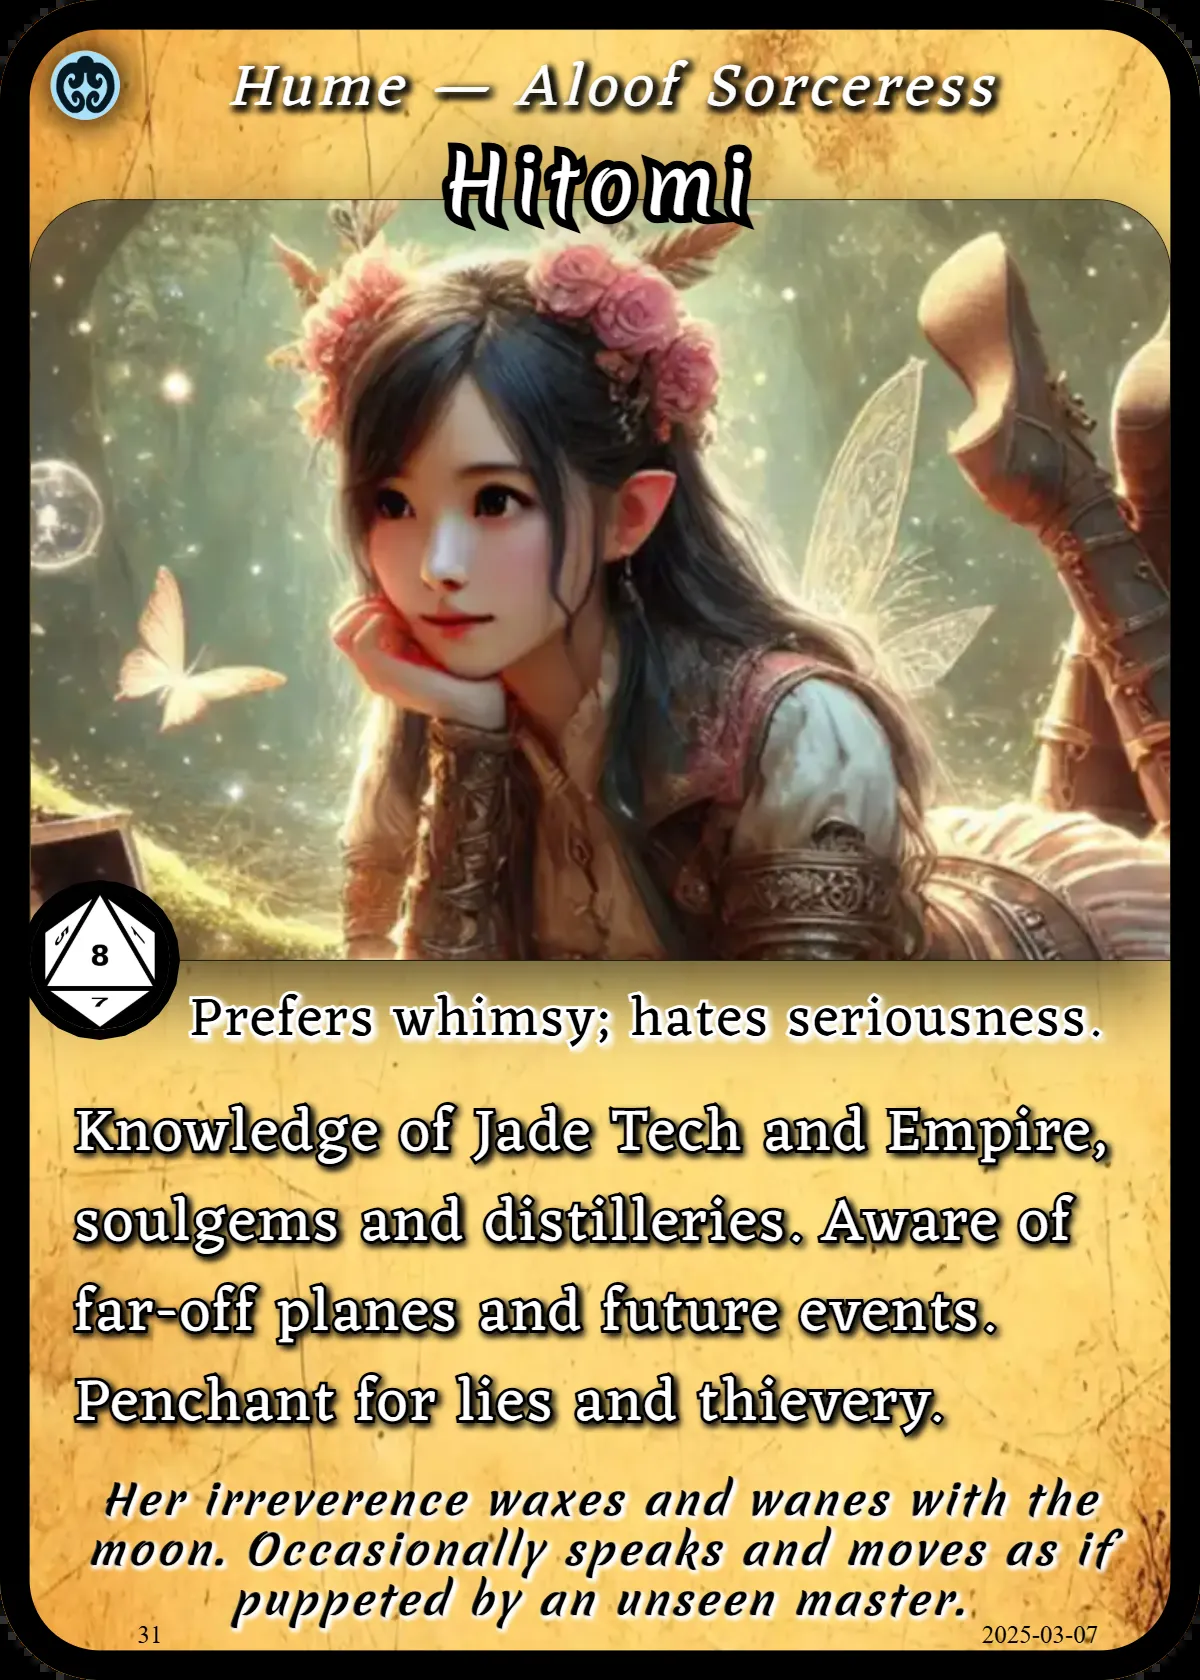 Hume — Aloof Sorceress
Hitomi
8
5
1
7
Prefers whimsy; hates seriousness.
Knowledge of Jade Tech and Empire,
soulgems and distilleries. Aware of
far-off planes and future events.
Penchant for lies and thievery.
Her irreverence waxes and wanes with the
moon. Occasionally speaks and moves as if
puppeted by an unseen master.
31
2025-03-07